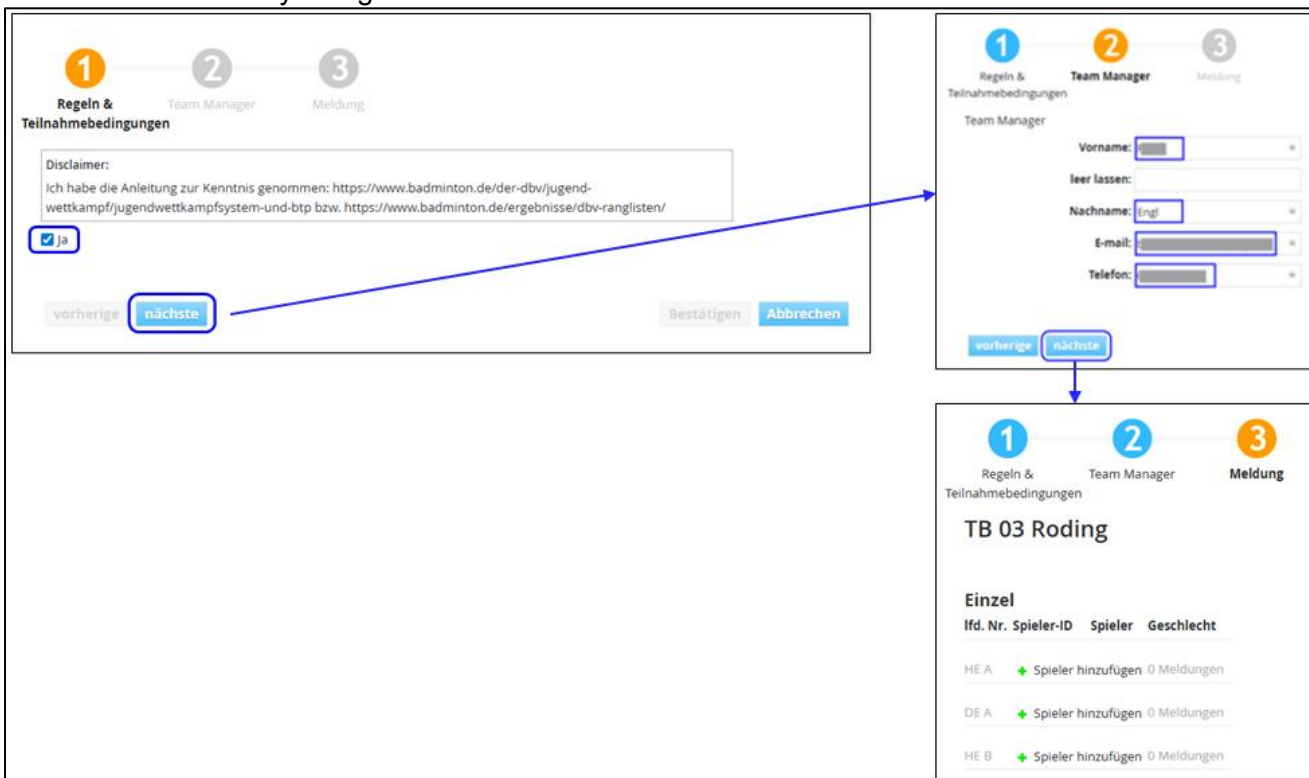 1 2 3
Regeln & Team Manager Meldung
Teilnahmebedingungen
Disclaimer:
Ich habe die Anleitung zur Kenntnis genommen: https://www.badminton.de/der-dbv/jugend-
wettkampf/jugendwettkampfsystem-und-btp bzw. https://www.badminton.de/ergebnisse/dbv-ranglisten/
Ja
vorherige nächste Bestätigen Abbrechen
1 2 3
Regeln & Team Manager Meldung
Teilnahmebedingungen
Team Manager
Vorname: *
leer lassen:
Nachname: Engl *
E-mail: *
Telefon: *
vorherige nächste
1 2 3
Regeln & Team Manager Meldung
Teilnahmebedingungen
TB 03 Roding
Einzel
lfd. Nr. Spieler-ID Spieler Geschlecht
HE A + Spieler hinzufügen 0 Meldungen
DE A + Spieler hinzufügen 0 Meldungen
HE B + Spieler hinzufügen 0 Meldungen